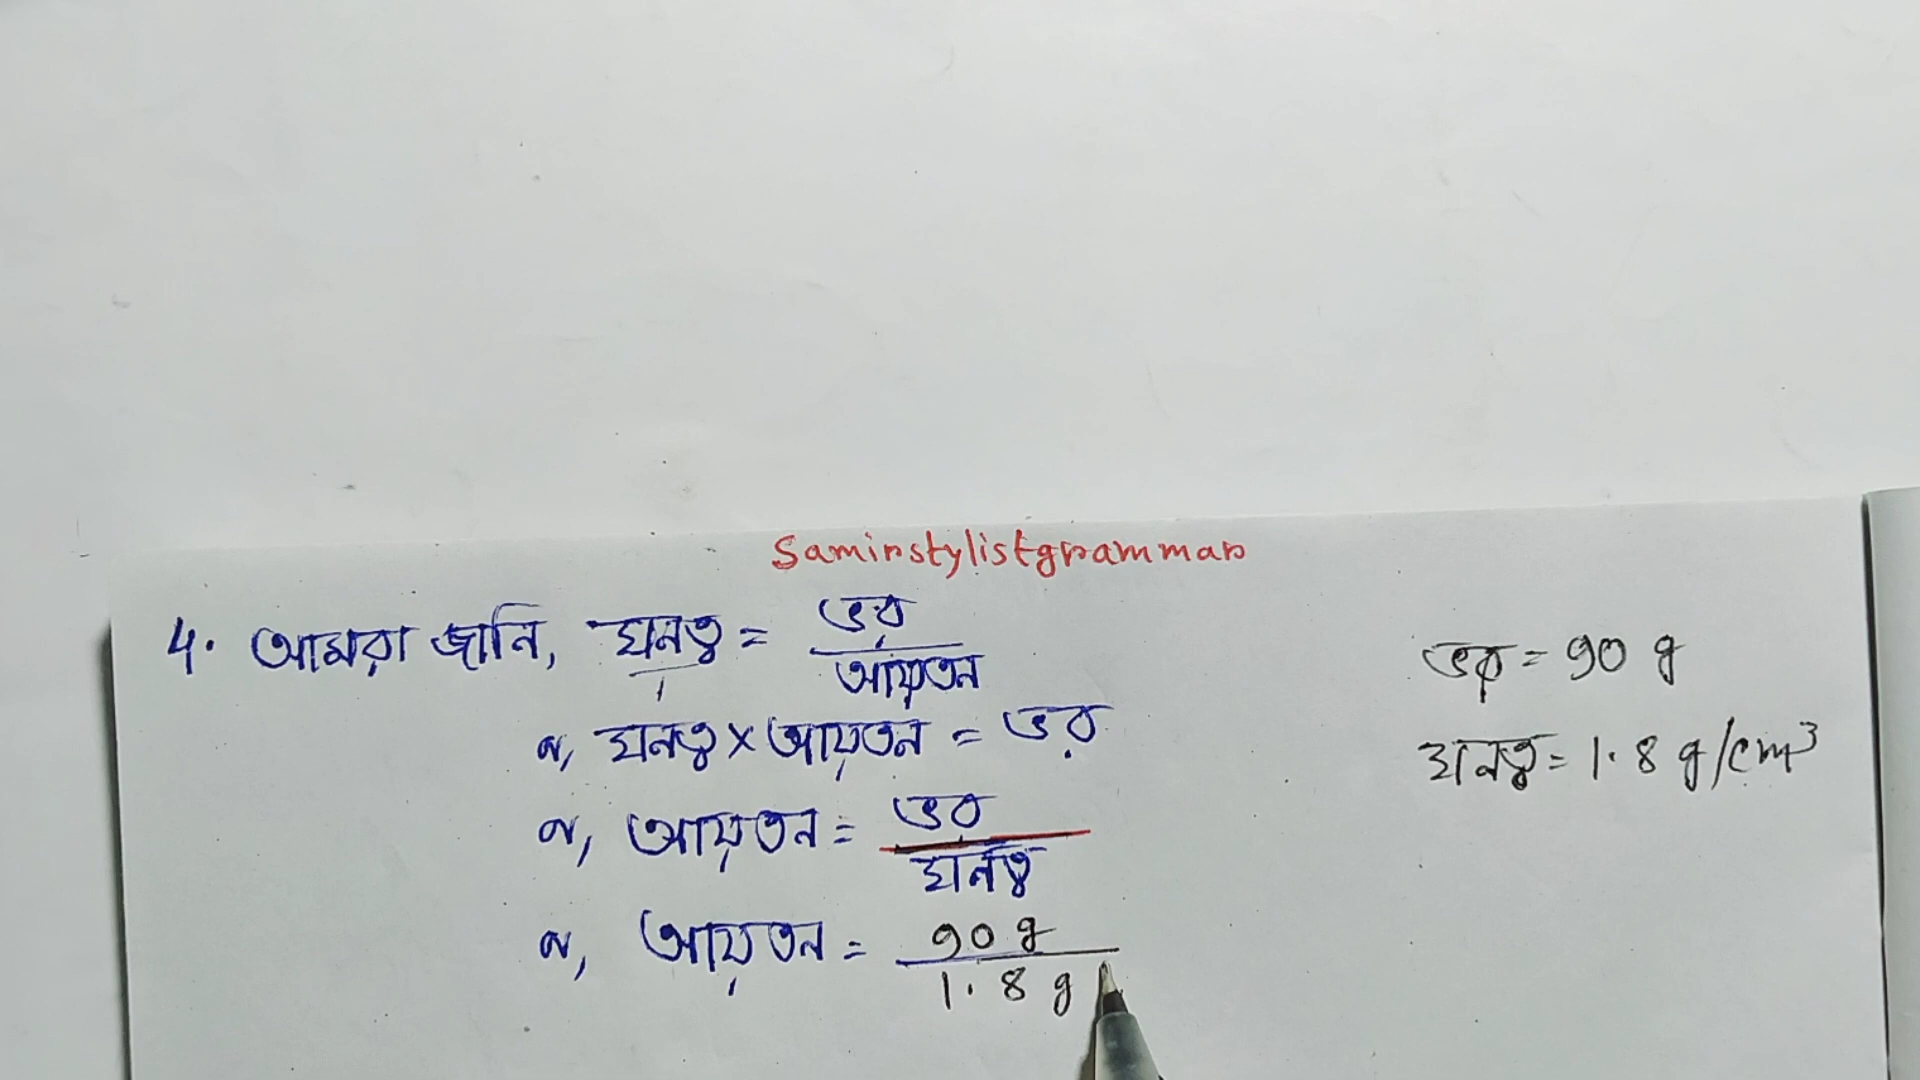 Samirstylistgrammar
4. আমরা জানি, ঘনত্ব = ভর / আয়তন
বা, ঘনত্ব × আয়তন = ভর
বা, আয়তন = ভর / ঘনত্ব
বা, আয়তন = 90 g / 1.8 g
ভর = 90 g
ঘনত্ব = 1.8 g/cm³